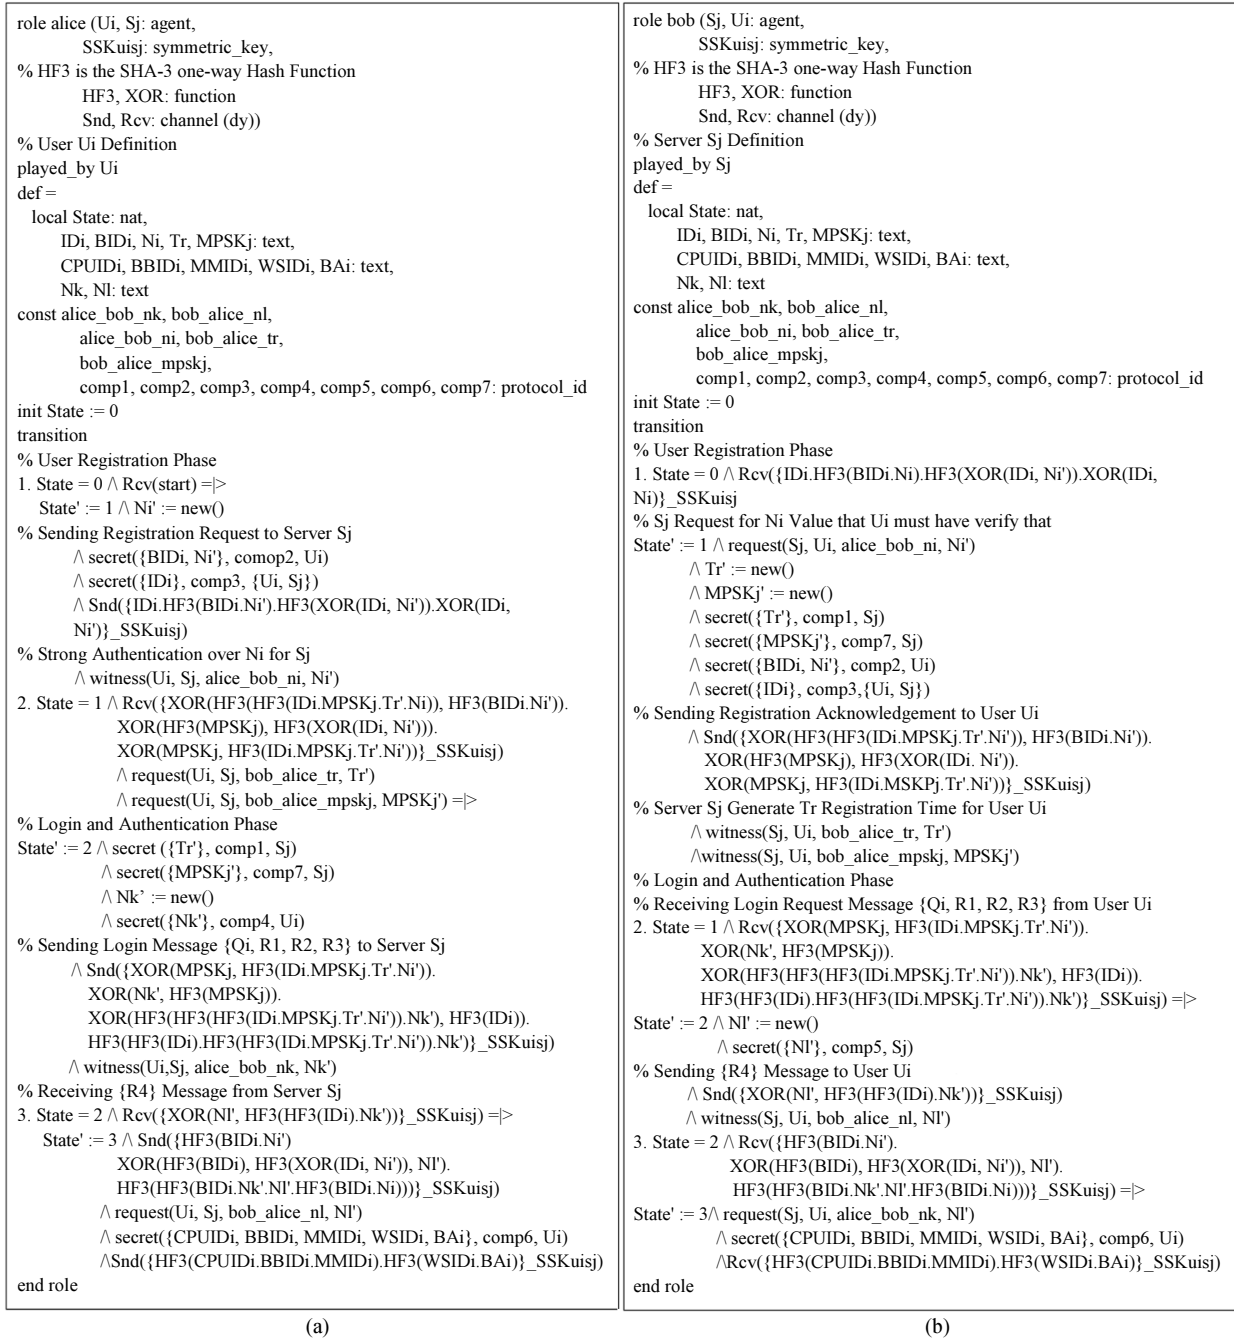 role alice (Ui, Sj: agent,
SSKuisj: symmetric_key,
% HF3 is the SHA-3 one-way Hash Function
HF3, XOR: function
Snd, Rcv: channel (dy))
% User Ui Definition
played_by Ui
def =
local State: nat,
IDi, BIDi, Ni, Tr, MPSKj: text,
CPUIDi, BBIDi, MMIDi, WSIDi, BAi: text,
Nk, Nl: text
const alice_bob_nk, bob_alice_nl,
alice_bob_ni, bob_alice_tr,
bob_alice_mpskj,
comp1, comp2, comp3, comp4, comp5, comp6, comp7: protocol_id
init State := 0
transition
% User Registration Phase
1. State = 0 /\ Rcv(start) =|>
State' := 1 /\ Ni' := new()
% Sending Registration Request to Server Sj
/\ secret({BIDi, Ni'}, comop2, Ui)
/\ secret({IDi}, comp3, {Ui, Sj})
/\ Snd({IDi.HF3(BIDi.Ni').HF3(XOR(IDi, Ni')).XOR(IDi,
Ni')}_SSKuisj)
% Strong Authentication over Ni for Sj
/\ witness(Ui, Sj, alice_bob_ni, Ni')
2. State = 1 /\ Rcv({XOR(HF3(HF3(IDi.MPSKj.Tr'.Ni)), HF3(BIDi.Ni')).
XOR(HF3(MPSKj), HF3(XOR(IDi, Ni'))).
XOR(MPSKj, HF3(IDi.MPSKj.Tr'.Ni'))}_SSKuisj)
/\ request(Ui, Sj, bob_alice_tr, Tr')
/\ request(Ui, Sj, bob_alice_mpskj, MPSKj') =|>
% Login and Authentication Phase
State' := 2 /\ secret ({Tr'}, comp1, Sj)
/\ secret({MPSKj'}, comp7, Sj)
/\ Nk’ := new()
/\ secret({Nk'}, comp4, Ui)
% Sending Login Message {Qi, R1, R2, R3} to Server Sj
/\ Snd({XOR(MPSKj, HF3(IDi.MPSKj.Tr'.Ni')).
XOR(Nk', HF3(MPSKj)).
XOR(HF3(HF3(HF3(IDi.MPSKj.Tr'.Ni')).Nk'), HF3(IDi)).
HF3(HF3(IDi).HF3(HF3(IDi.MPSKj.Tr'.Ni')).Nk')}_SSKuisj)
/\ witness(Ui,Sj, alice_bob_nk, Nk')
% Receiving {R4} Message from Server Sj
3. State = 2 /\ Rcv({XOR(Nl', HF3(HF3(IDi).Nk'))}_SSKuisj) =|>
State' := 3 /\ Snd({HF3(BIDi.Ni')
XOR(HF3(BIDi), HF3(XOR(IDi, Ni')), Nl').
HF3(HF3(BIDi.Nk'.Nl'.HF3(BIDi.Ni)))}_SSKuisj)
/\ request(Ui, Sj, bob_alice_nl, Nl')
/\ secret({CPUIDi, BBIDi, MMIDi, WSIDi, BAi}, comp6, Ui)
/\Snd({HF3(CPUIDi.BBIDi.MMIDi).HF3(WSIDi.BAi)}_SSKuisj)
end role
(a)
role bob (Sj, Ui: agent,
SSKuisj: symmetric_key,
% HF3 is the SHA-3 one-way Hash Function
HF3, XOR: function
Snd, Rcv: channel (dy))
% Server Sj Definition
played_by Sj
def =
local State: nat,
IDi, BIDi, Ni, Tr, MPSKj: text,
CPUIDi, BBIDi, MMIDi, WSIDi, BAi: text,
Nk, Nl: text
const alice_bob_nk, bob_alice_nl,
alice_bob_ni, bob_alice_tr,
bob_alice_mpskj,
comp1, comp2, comp3, comp4, comp5, comp6, comp7: protocol_id
init State := 0
transition
% User Registration Phase
1. State = 0 /\ Rcv({IDi.HF3(BIDi.Ni).HF3(XOR(IDi, Ni')).XOR(IDi,
Ni)}_SSKuisj
% Sj Request for Ni Value that Ui must have verify that
State' := 1 /\ request(Sj, Ui, alice_bob_ni, Ni')
/\ Tr' := new()
/\ MPSKj' := new()
/\ secret({Tr'}, comp1, Sj)
/\ secret({MPSKj'}, comp7, Sj)
/\ secret({BIDi, Ni'}, comp2, Ui)
/\ secret({IDi}, comp3,{Ui, Sj})
% Sending Registration Acknowledgement to User Ui
/\ Snd({XOR(HF3(HF3(IDi.MPSKj.Tr'.Ni')), HF3(BIDi.Ni')).
XOR(HF3(MPSKj), HF3(XOR(IDi. Ni')).
XOR(MPSKj, HF3(IDi.MSKPj.Tr'.Ni'))}_SSKuisj)
% Server Sj Generate Tr Registration Time for User Ui
/\ witness(Sj, Ui, bob_alice_tr, Tr')
/\witness(Sj, Ui, bob_alice_mpskj, MPSKj')
% Login and Authentication Phase
% Receiving Login Request Message {Qi, R1, R2, R3} from User Ui
2. State = 1 /\ Rcv({XOR(MPSKj, HF3(IDi.MPSKj.Tr'.Ni')).
XOR(Nk', HF3(MPSKj)).
XOR(HF3(HF3(HF3(IDi.MPSKj.Tr'.Ni')).Nk'), HF3(IDi)).
HF3(HF3(IDi).HF3(HF3(IDi.MPSKj.Tr'.Ni')).Nk')}_SSKuisj) =|>
State' := 2 /\ Nl' := new()
/\ secret({Nl'}, comp5, Sj)
% Sending {R4} Message to User Ui
/\ Snd({XOR(Nl', HF3(HF3(IDi).Nk'))}_SSKuisj)
/\ witness(Sj, Ui, bob_alice_nl, Nl')
3. State = 2 /\ Rcv({HF3(BIDi.Ni').
XOR(HF3(BIDi), HF3(XOR(IDi, Ni')), Nl').
HF3(HF3(BIDi.Nk'.Nl'.HF3(BIDi.Ni)))}_SSKuisj) =|>
State' := 3/\ request(Sj, Ui, alice_bob_nk, Nl')
/\ secret({CPUIDi, BBIDi, MMIDi, WSIDi, BAi}, comp6, Ui)
/\Rcv({HF3(CPUIDi.BBIDi.MMIDi).HF3(WSIDi.BAi)}_SSKuisj)
end role
(b)